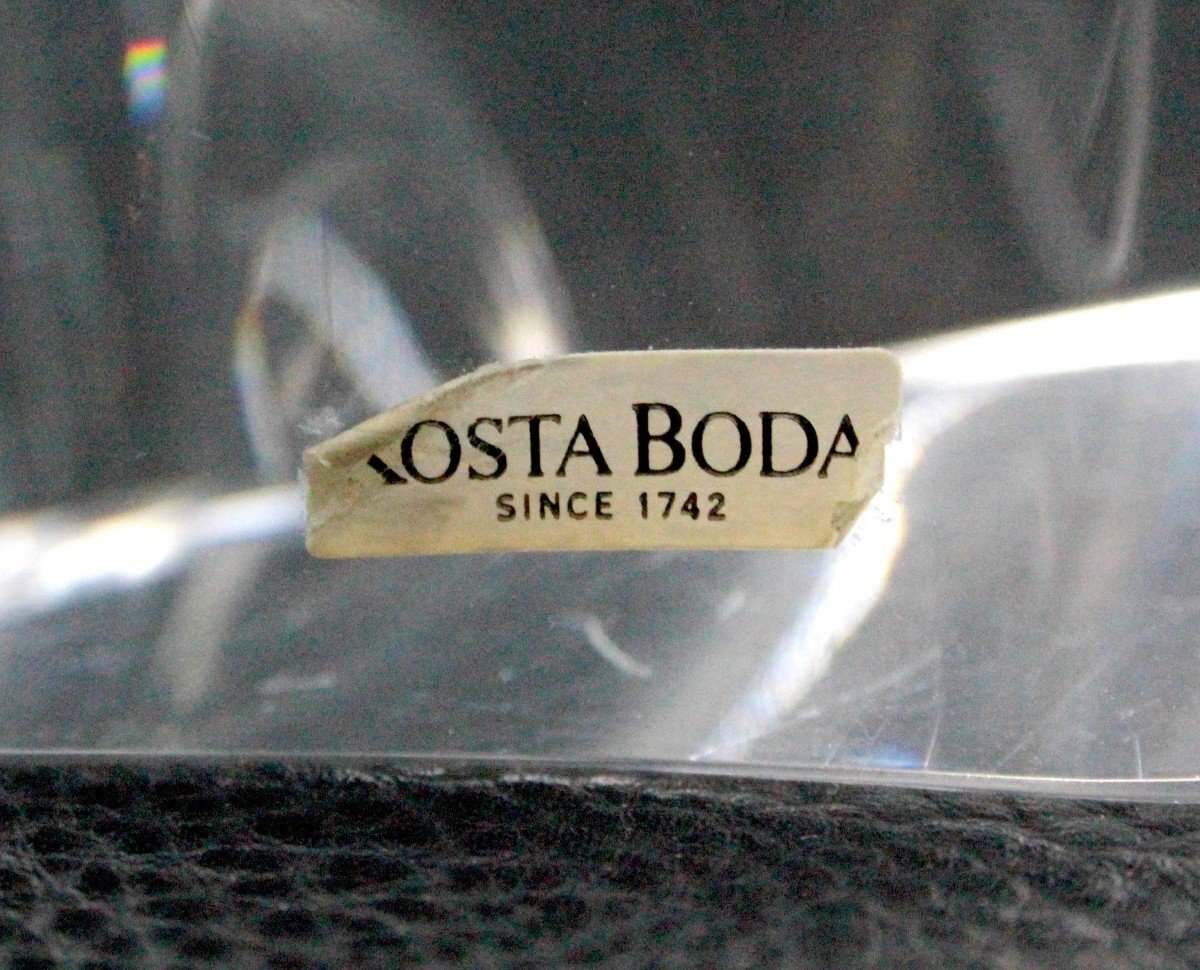 KOSTA BODA
SINCE 1742